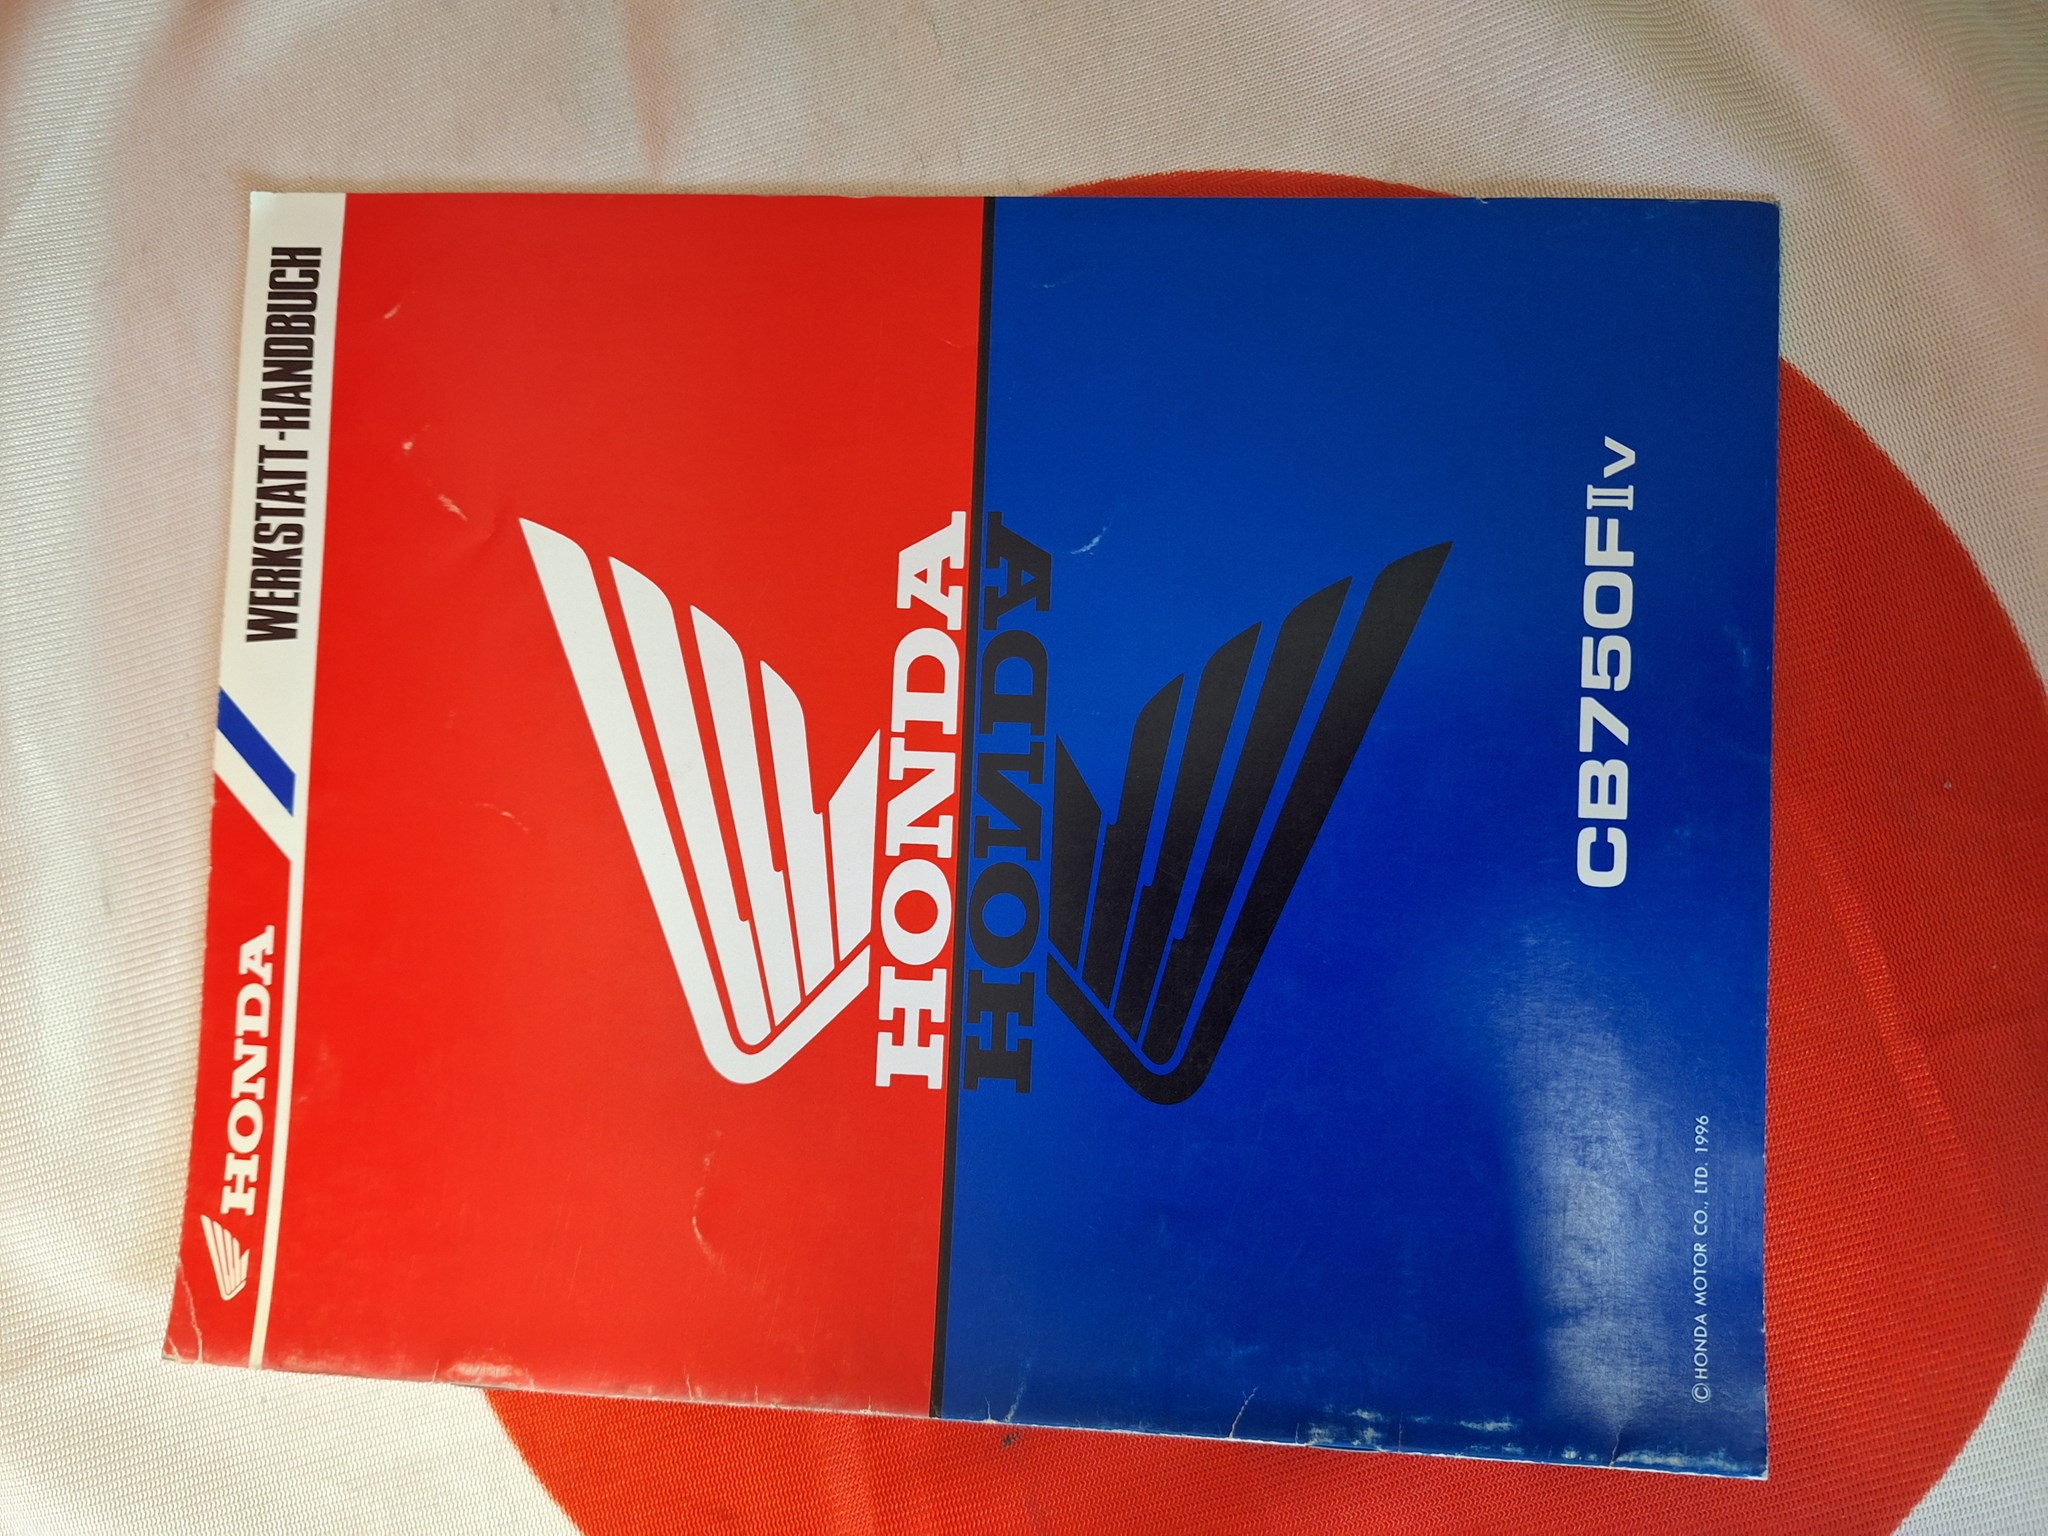 HONDA
WERKSTATT-HANDBUCH
HONDA
HONDA
CB750FIIV
©HONDA MOTOR CO., LTD. 1996